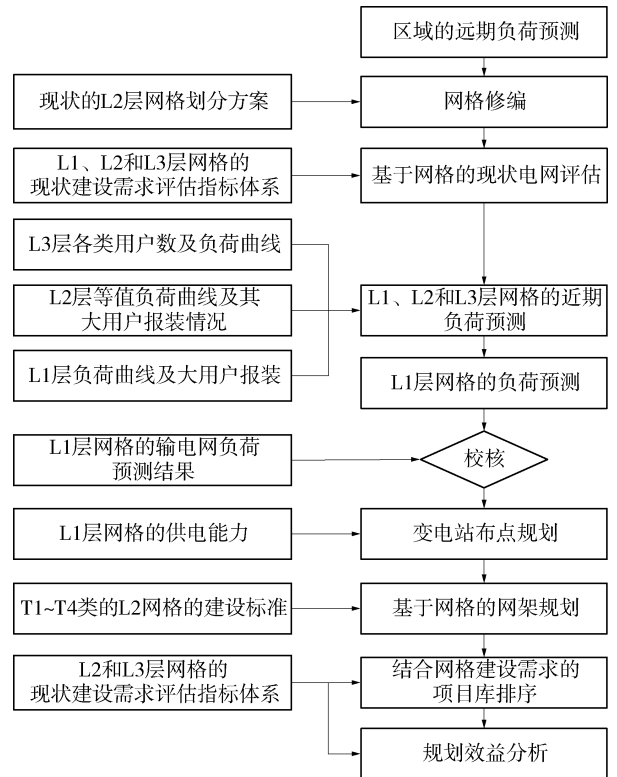 区域的远期负荷预测
现状的L2层网格划分方案
网格修编
L1、L2和L3层网格的
现状建设需求评估指标体系
基于网格的现状电网评估
L3层各类用户数及负荷曲线
L2层等值负荷曲线及其
大用户报装情况
L1、L2和L3层网格的近期
负荷预测
L1层负荷曲线及大用户报装
L1层网格的负荷预测
L1层网格的输电网负荷
预测结果
校核
L1层网格的供电能力
变电站布点规划
T1~T4类的L2网格的建设标准
基于网格的网架规划
L2和L3层网格的
现状建设需求评估指标体系
结合网格建设需求的
项目库排序
规划效益分析